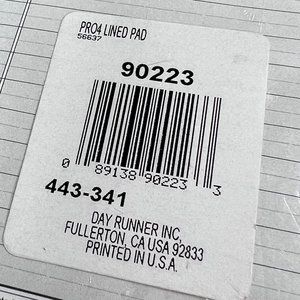 PRO4 LINED PAD
56637
90223
0 89138 90223 3
443-341
DAY RUNNER INC.
FULLERTON, CA USA 92833
PRINTED IN U.S.A.